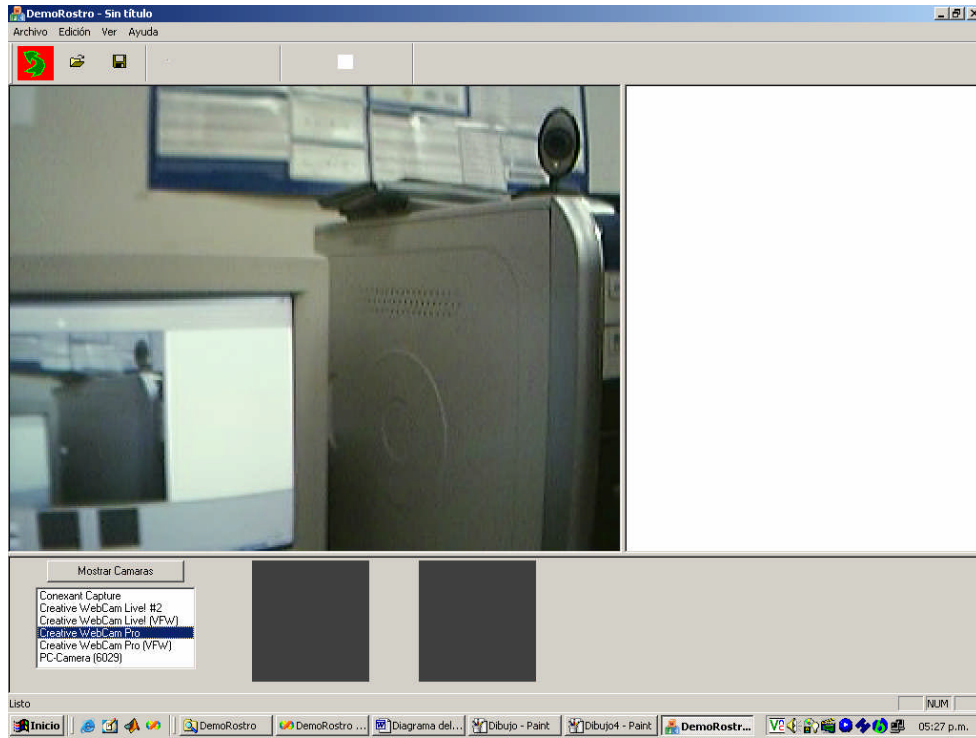 DemoRostro - Sin título
Archivo Edición Ver Ayuda
Mostrar Camaras
Conexant Capture
Creative WebCam Live! #2
Creative WebCam Live! (VFW)
Creative WebCam Pro
Creative WebCam Pro (VFW)
PC-Camera (6029)
Listo NUM
Inicio DemoRostro DemoRostro ... Diagrama del... Dibujo - Paint Dibujo4 - Paint DemoRostr... 05:27 p.m.